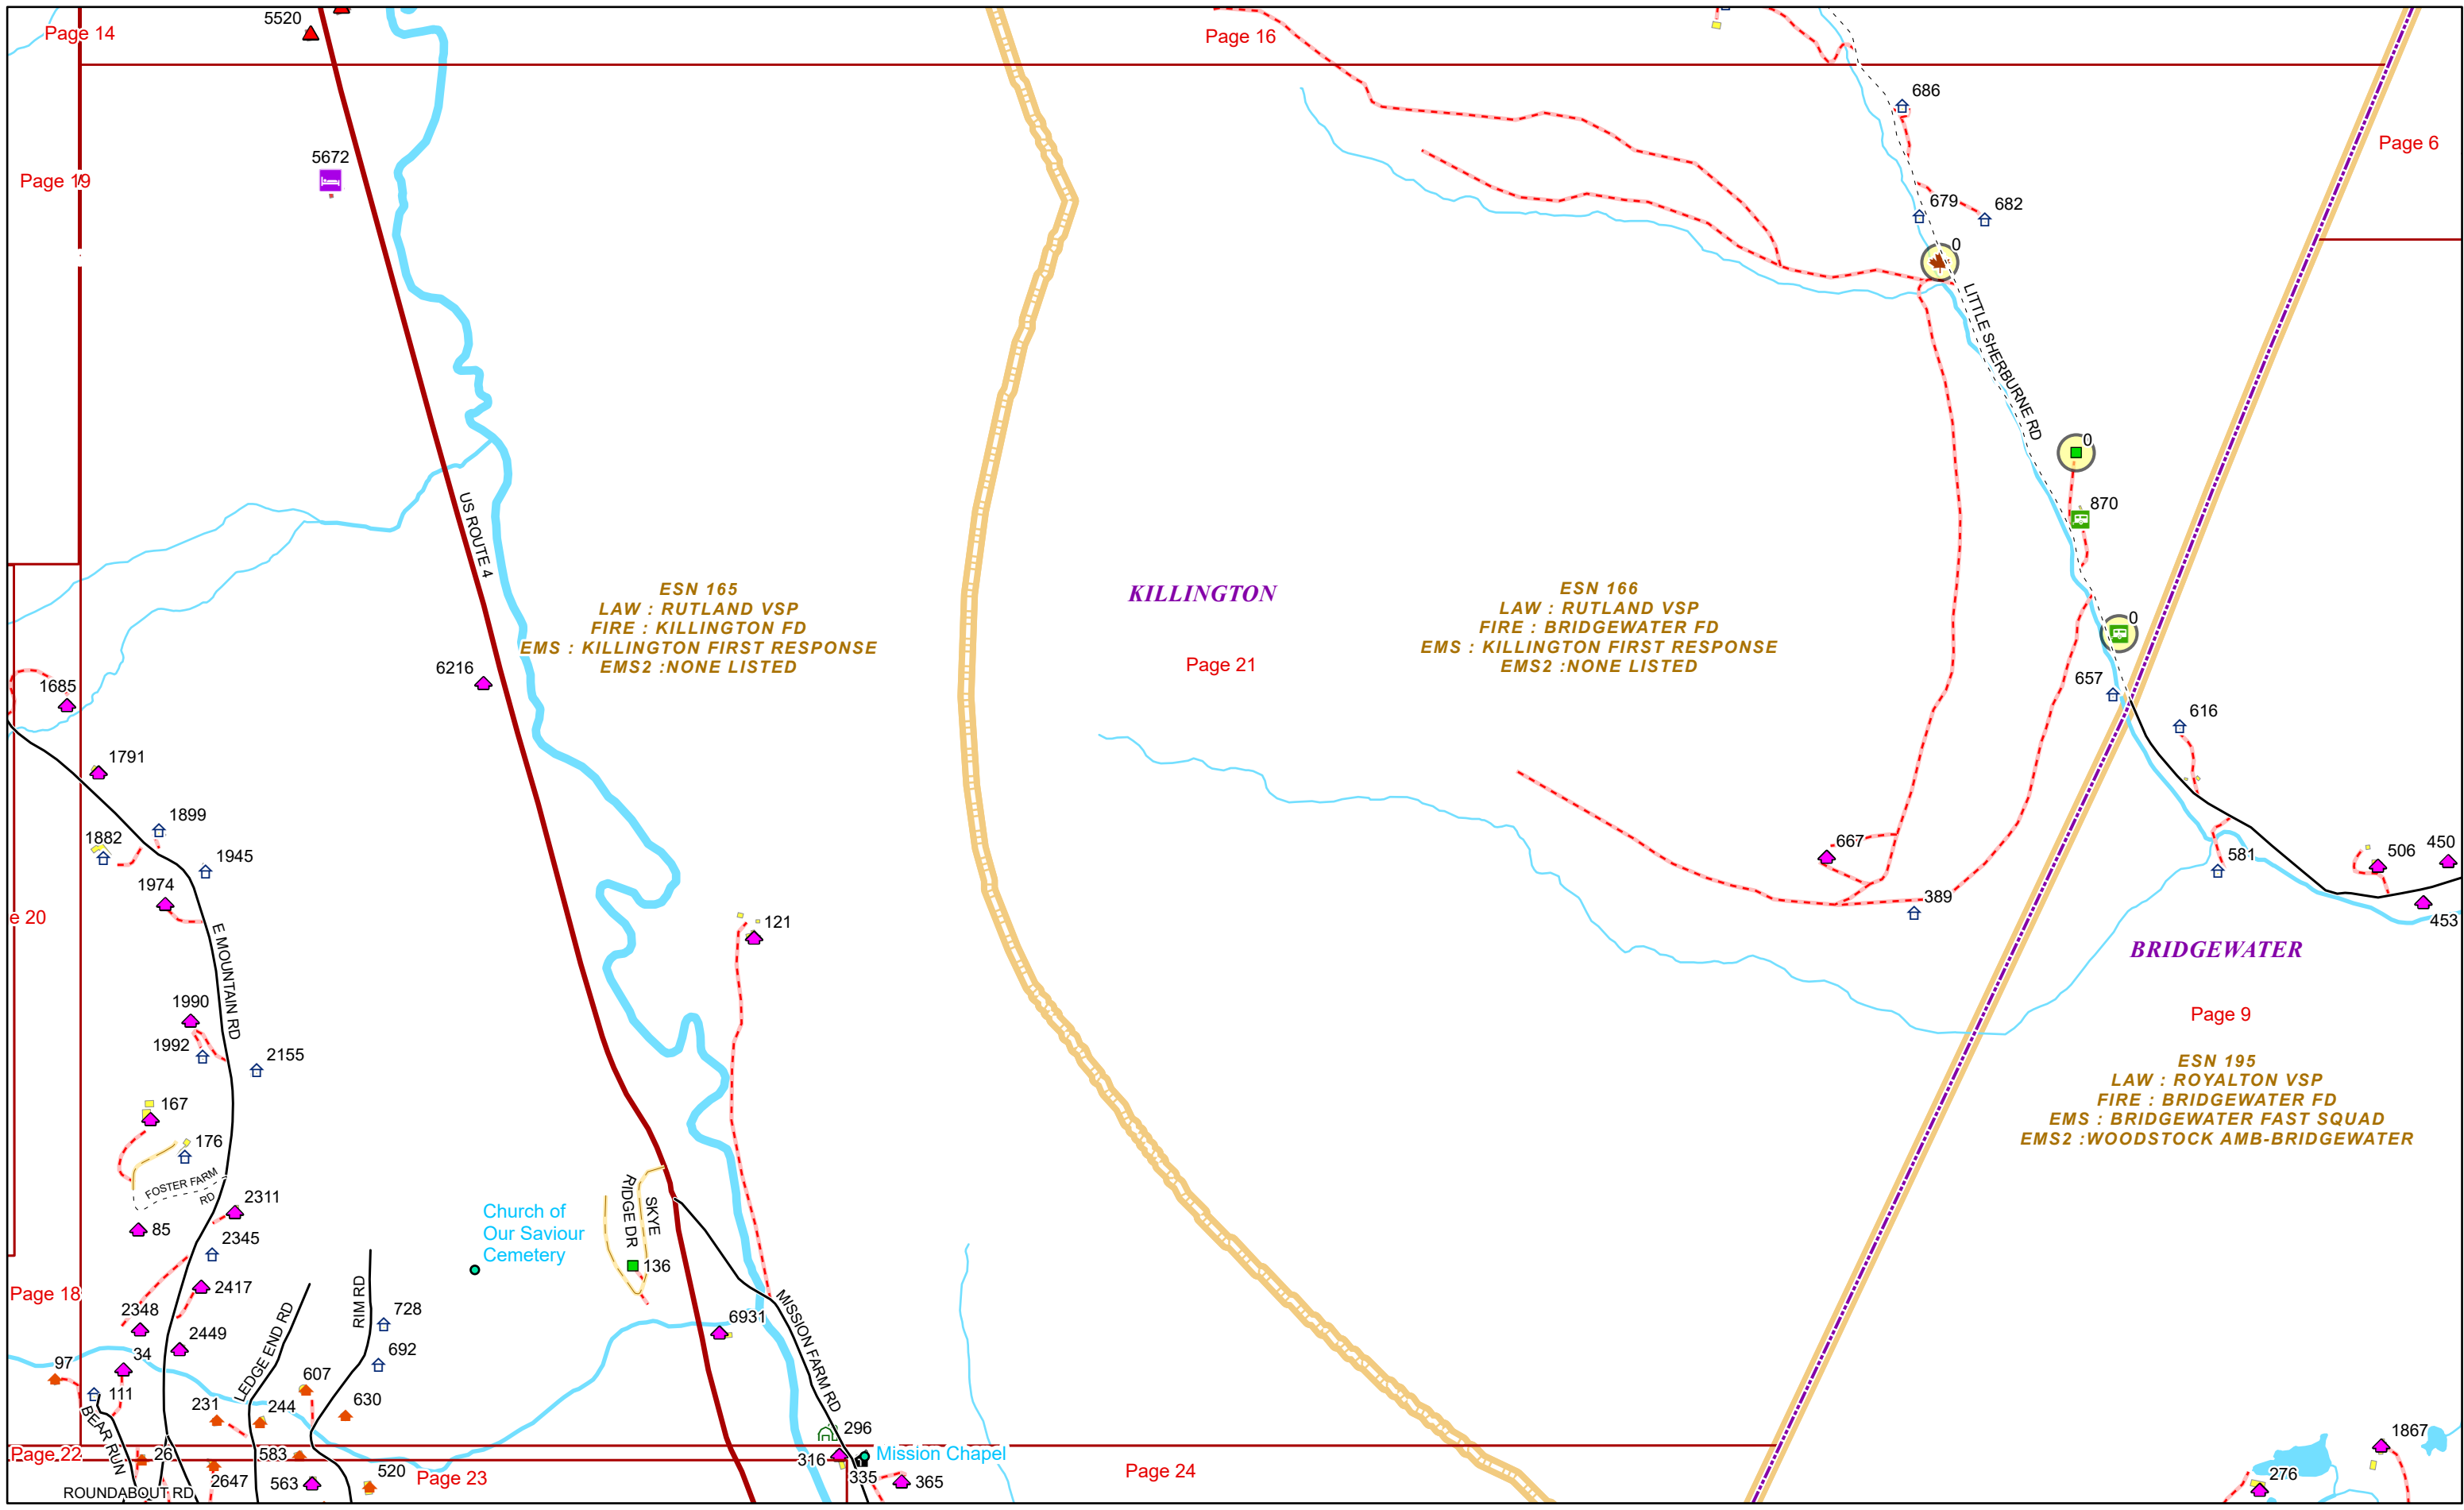 Page 14
5520
Page 16
686
Page 6
5672
Page 19
679
682
0
LITTLE SHERBURNE RD
0
870
US ROUTE 4
ESN 165
LAW : RUTLAND VSP
FIRE : KILLINGTON FD
EMS : KILLINGTON FIRST RESPONSE
EMS2 :NONE LISTED
KILLINGTON
Page 21
ESN 166
LAW : RUTLAND VSP
FIRE : BRIDGEWATER FD
EMS : KILLINGTON FIRST RESPONSE
EMS2 :NONE LISTED
0
657
616
6216
1685
1791
1899
1882
1945
1974
e 20
E MOUNTAIN RD
121
667
389
581
506
450
453
BRIDGEWATER
Page 9
ESN 195
LAW : ROYALTON VSP
FIRE : BRIDGEWATER FD
EMS : BRIDGEWATER FAST SQUAD
EMS2 :WOODSTOCK AMB-BRIDGEWATER
1990
1992
2155
167
176
FOSTER FARM
RD
2311
85
2345
2417
Page 18
2348
2449
34
97
111
BEAR RUN
Church of
Our Saviour
Cemetery
SKYE
RIDGE DR
136
6931
MISSION FARM RD
RIM RD
LEDGE END RD
728
692
607
630
231
244
296
Mission Chapel
316
335
365
1
Page 22
26
583
2647
563
520
Page 23
ROUNDABOUT RD
Page 24
1867
276